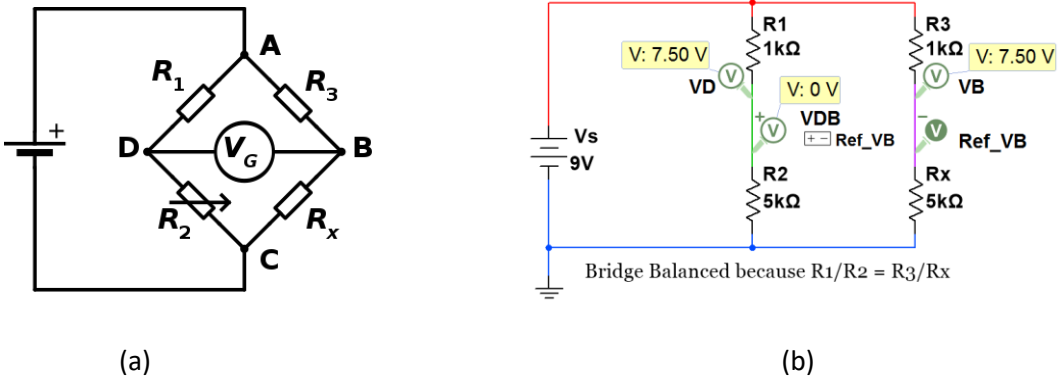 A
R1
R3
+
D
VG
B
R2
Rx
C
(a)
R1
1kΩ
R3
1kΩ
V: 7.50 V
V
VD
V: 7.50 V
V
VB
V: 0 V
+
V
VDB
+ - Ref_VB
−
V
Ref_VB
Vs
9V
R2
5kΩ
Rx
5kΩ
Bridge Balanced because R1/R2 = R3/Rx
(b)